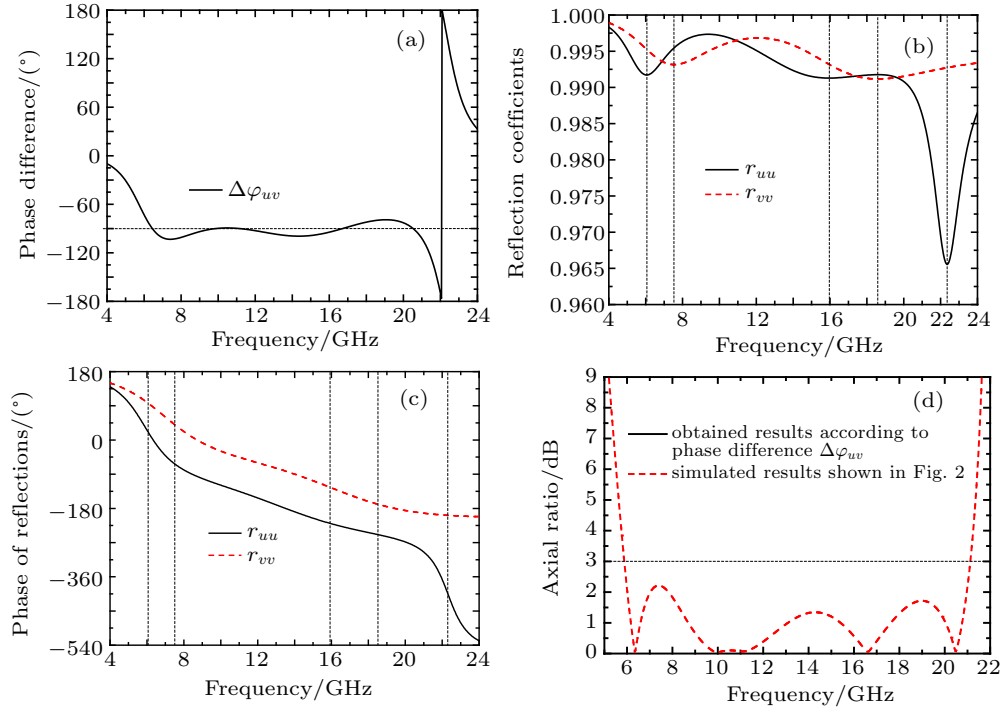 (a)
Phase difference/(°)
180
120
60
0
−60
−120
−180
Δφuv
4 8 12 16 20 24
Frequency/GHz
(b)
Reflection coefficients
1.000
0.995
0.990
0.985
0.980
0.975
0.970
0.965
0.960
ruu
rvv
4 8 12 16 20 22 24
Frequency/GHz
(c)
Phase of reflections/(°)
180
0
−180
−360
−540
ruu
rvv
4 8 12 16 20 24
Frequency/GHz
(d)
Axial ratio/dB
9
8
7
6
5
4
3
2
1
0
obtained results according to
phase difference Δφuv
simulated results shown in Fig. 2
6 8 10 12 14 16 18 20 22
Frequency/GHz